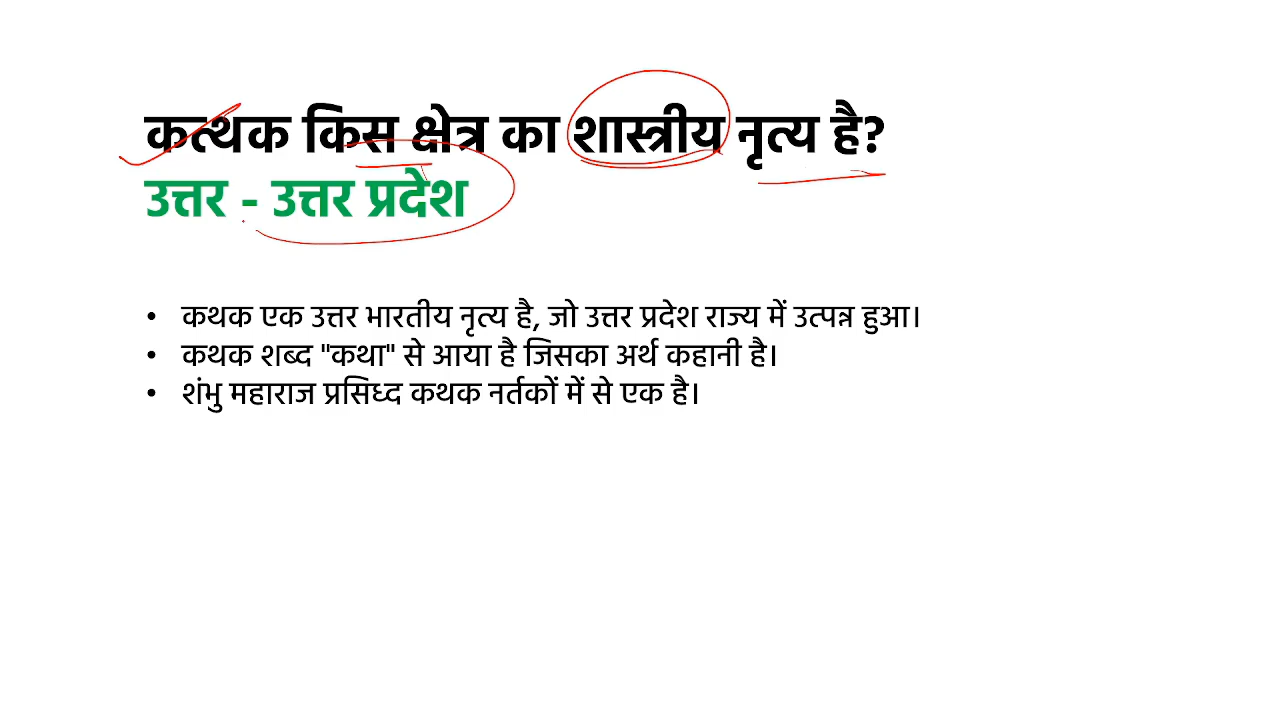 कत्थक किस क्षेत्र का शास्त्रीय नृत्य है?
उत्तर - उत्तर प्रदेश
• कथक एक उत्तर भारतीय नृत्य है, जो उत्तर प्रदेश राज्य में उत्पन्न हुआ।
• कथक शब्द "कथा" से आया है जिसका अर्थ कहानी है।
• शंभु महाराज प्रसिध्द कथक नर्तकों में से एक है।